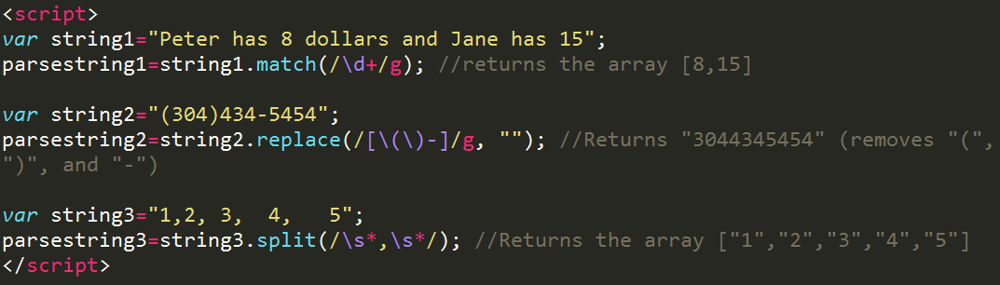 <script>
var string1="Peter has 8 dollars and Jane has 15";
parsestring1=string1.match(/\d+/g); //returns the array [8,15]
var string2="(304)434-5454";
parsestring2=string2.replace(/[\(\)-]/g, ""); //Returns "3044345454" (removes "(",
")", and "-")
var string3="1,2, 3,  4,   5";
parsestring3=string3.split(/\s*,\s*/); //Returns the array ["1","2","3","4","5"]
</script>